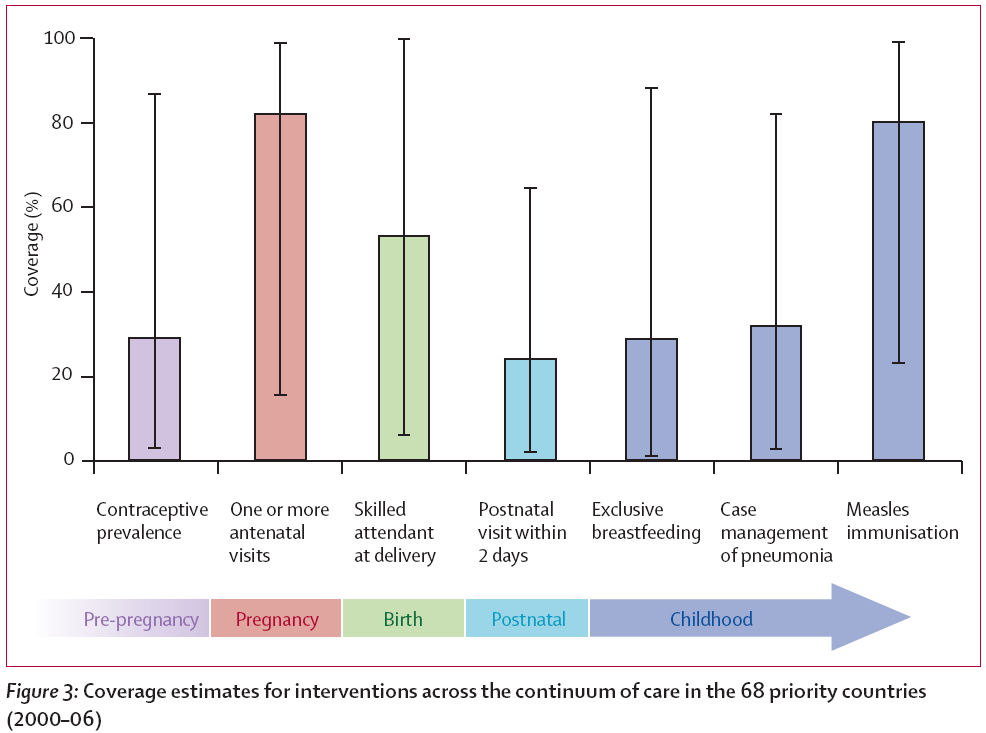 100
80
60
40
20
0
Coverage (%)
Contraceptive
prevalence
One or more
antenatal
visits
Skilled
attendant
at delivery
Postnatal
visit within
2 days
Exclusive
breastfeeding
Case
management
of pneumonia
Measles
immunisation
Pre-pregnancy
Pregnancy
Birth
Postnatal
Childhood
Figure 3: Coverage estimates for interventions across the continuum of care in the 68 priority countries
(2000–06)